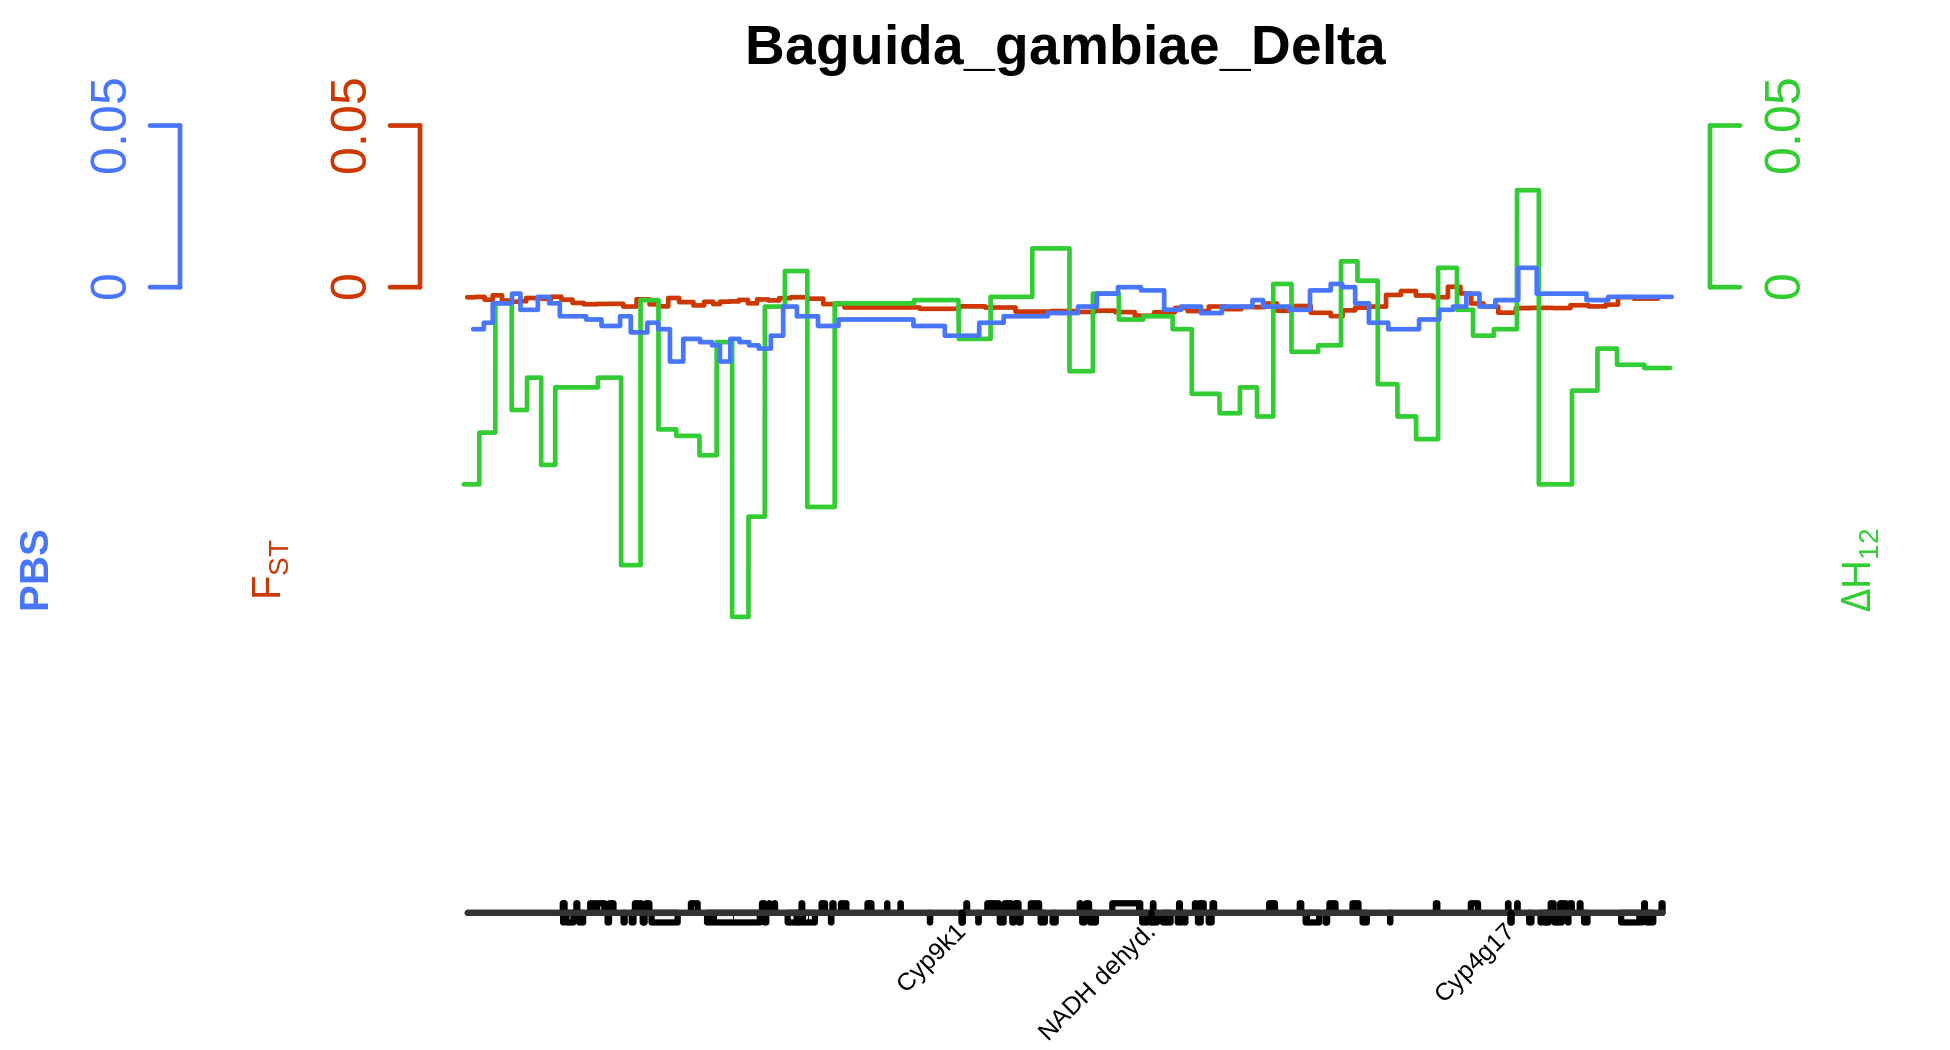 Baguida_gambiae_Delta
0.05
0
PBS
0.05
0
FST
0.05
0
ΔH12
Cyp9k1
NADH dehyd.
Cyp4g17